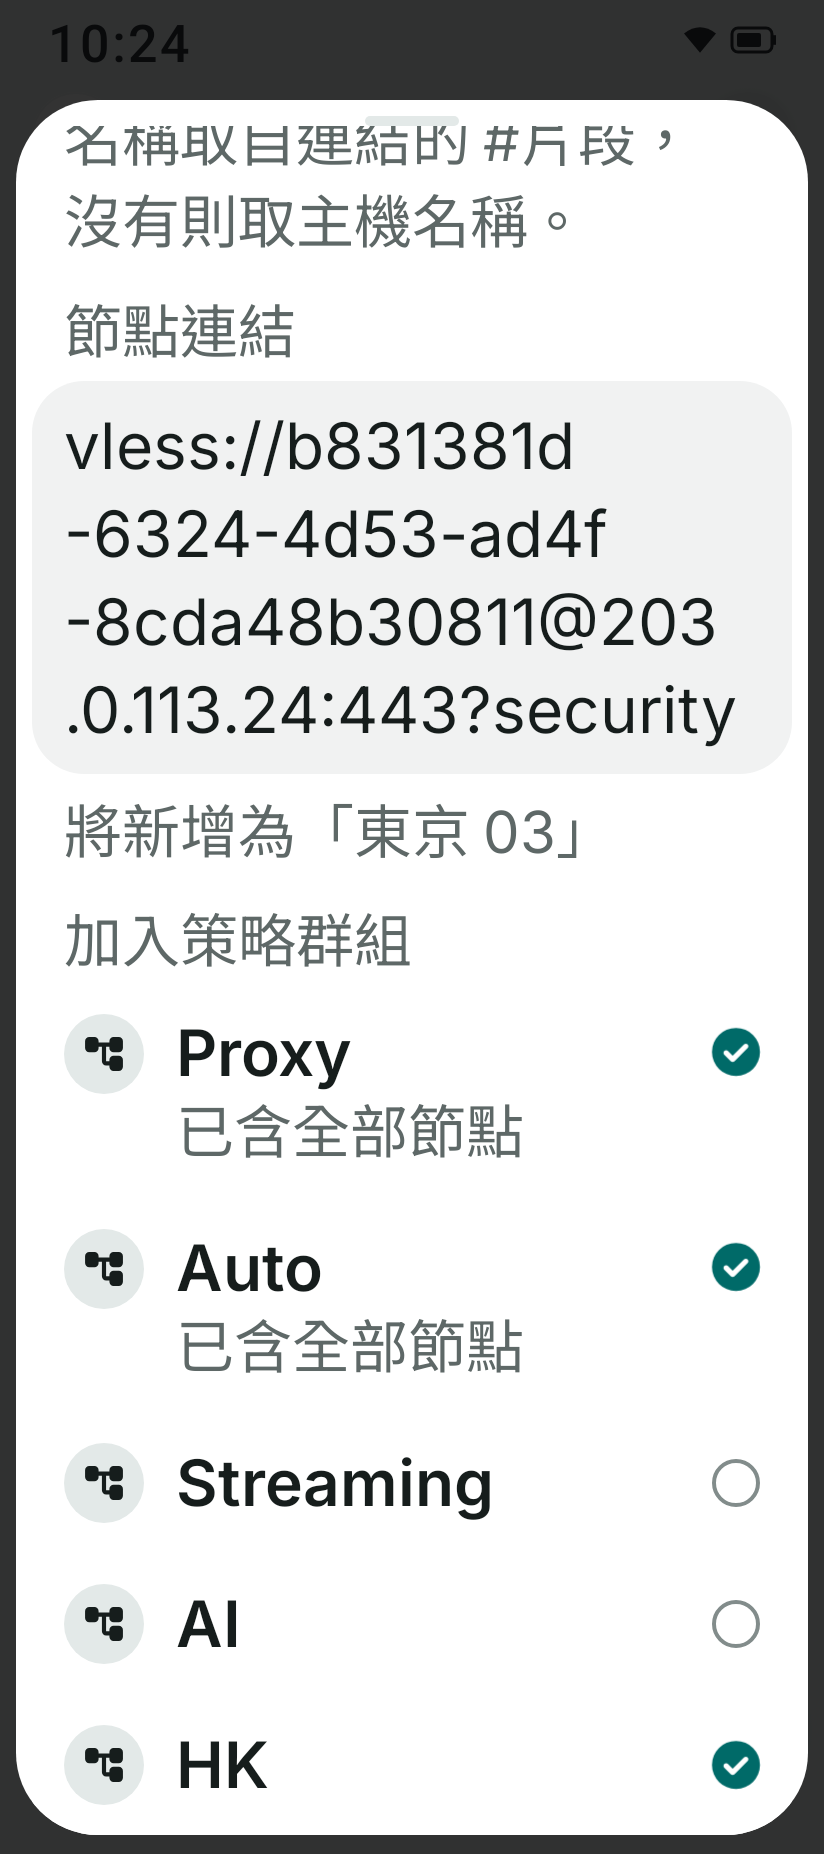 10:24
名稱取自連結的 #片段，
沒有則取主機名稱。
節點連結
vless://b831381d
-6324-4d53-ad4f
-8cda48b30811@203
.0.113.24:443?security
將新增為「東京 03」
加入策略群組
Proxy
已含全部節點
Auto
已含全部節點
Streaming
AI
HK